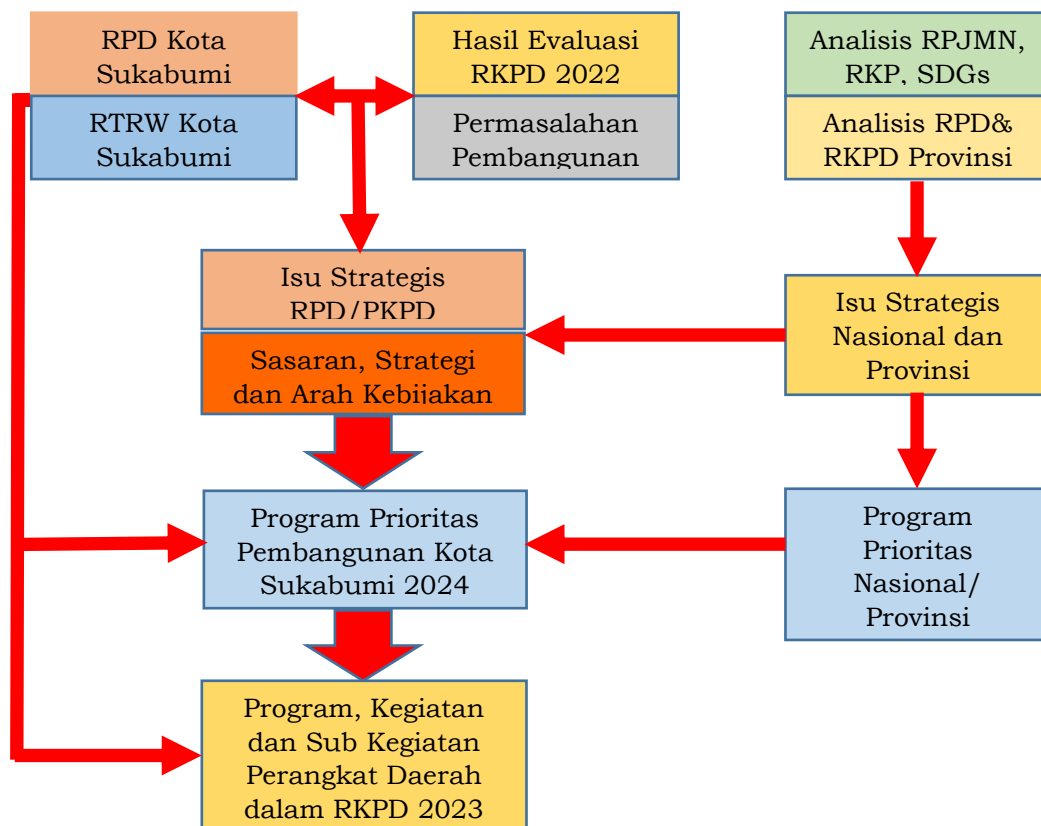 RPD Kota
Sukabumi
RTRW Kota
Sukabumi
Hasil Evaluasi
RKPD 2022
Permasalahan
Pembangunan
Analisis RPJMN,
RKP, SDGs
Analisis RPD&
RKPD Provinsi
Isu Strategis
RPD/PKPD
Sasaran, Strategi
dan Arah Kebijakan
Isu Strategis
Nasional dan
Provinsi
Program Prioritas
Pembangunan Kota
Sukabumi 2024
Program
Prioritas
Nasional/
Provinsi
Program, Kegiatan
dan Sub Kegiatan
Perangkat Daerah
dalam RKPD 2023